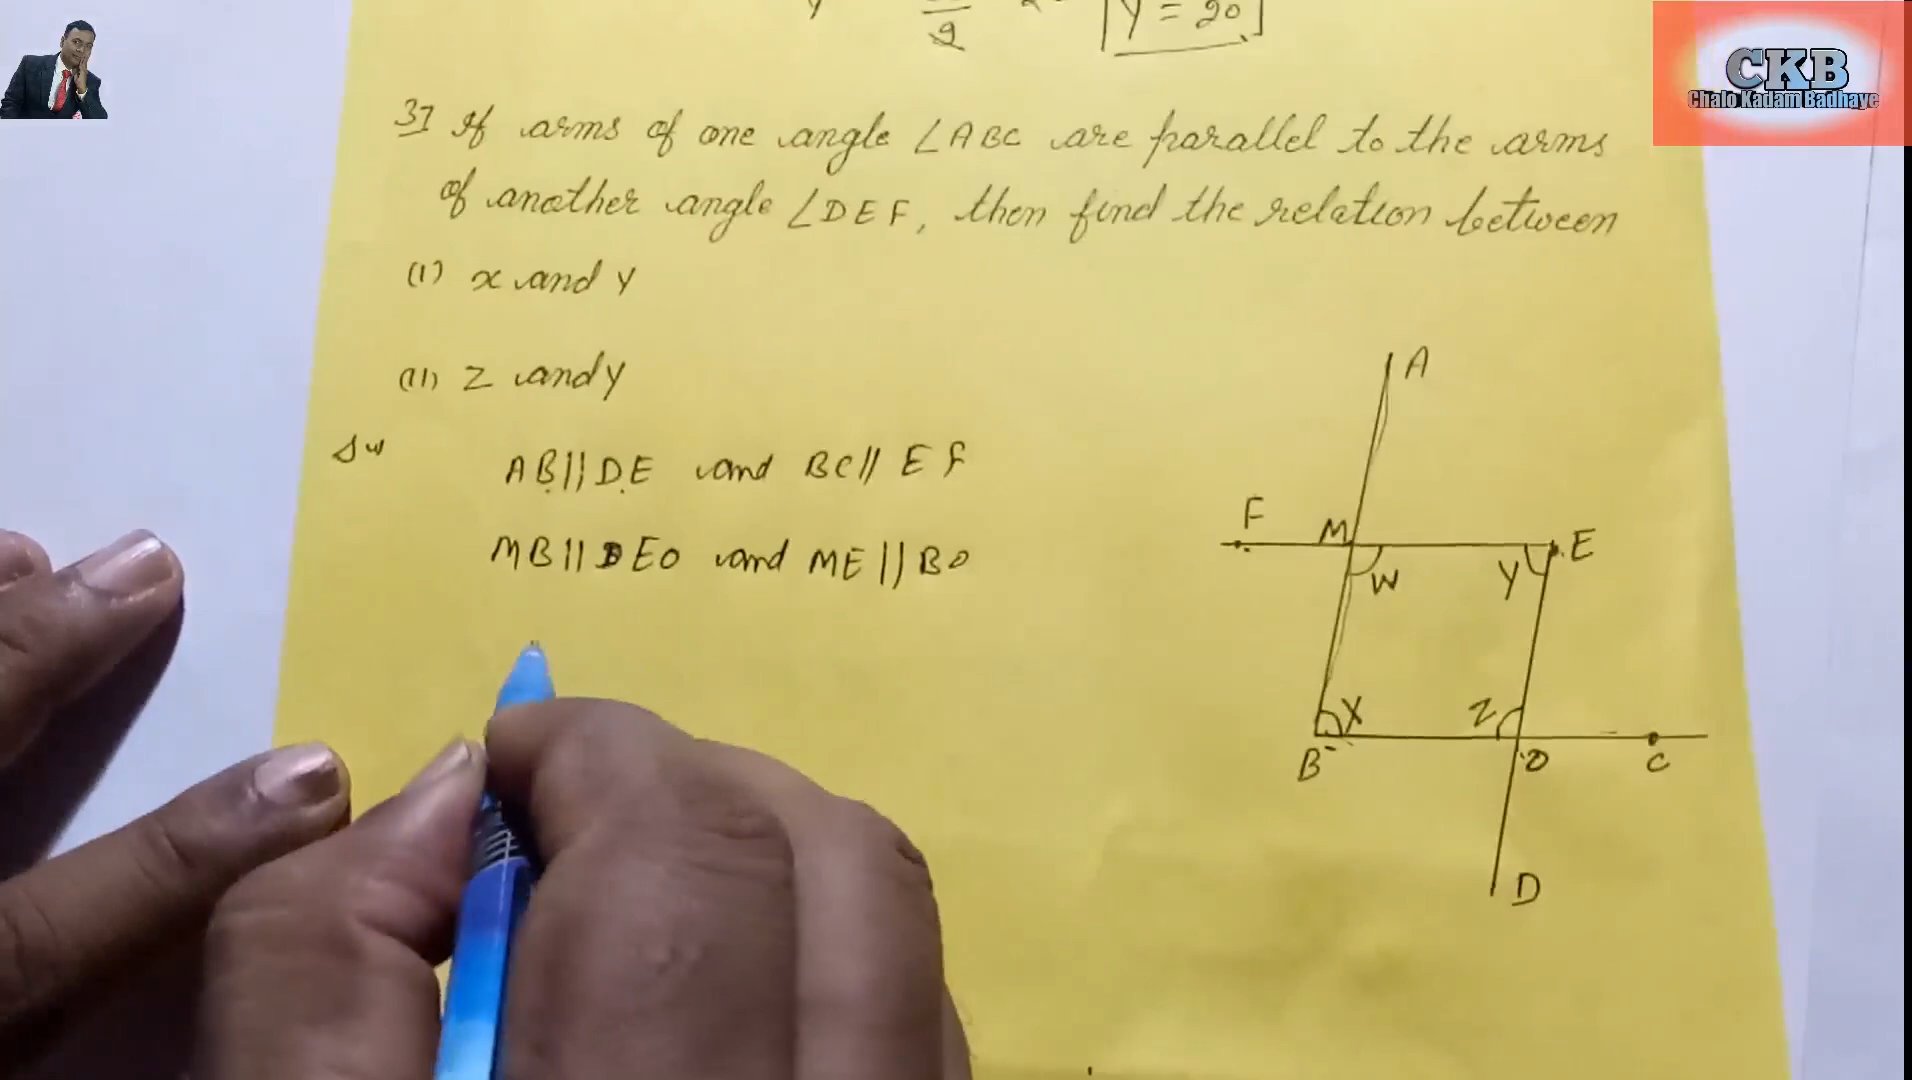 Y = 20
CKB
Chalo Kadam Badhaye
3] If arms of one angle ∠ABC are parallel to the arms
of another angle ∠DEF, then find the relation between
(I) x and y
(II) z and y
AB || DE and BC || EF
MB || EO and ME || BO
A
F M E
W Y
X Z
B O C
D